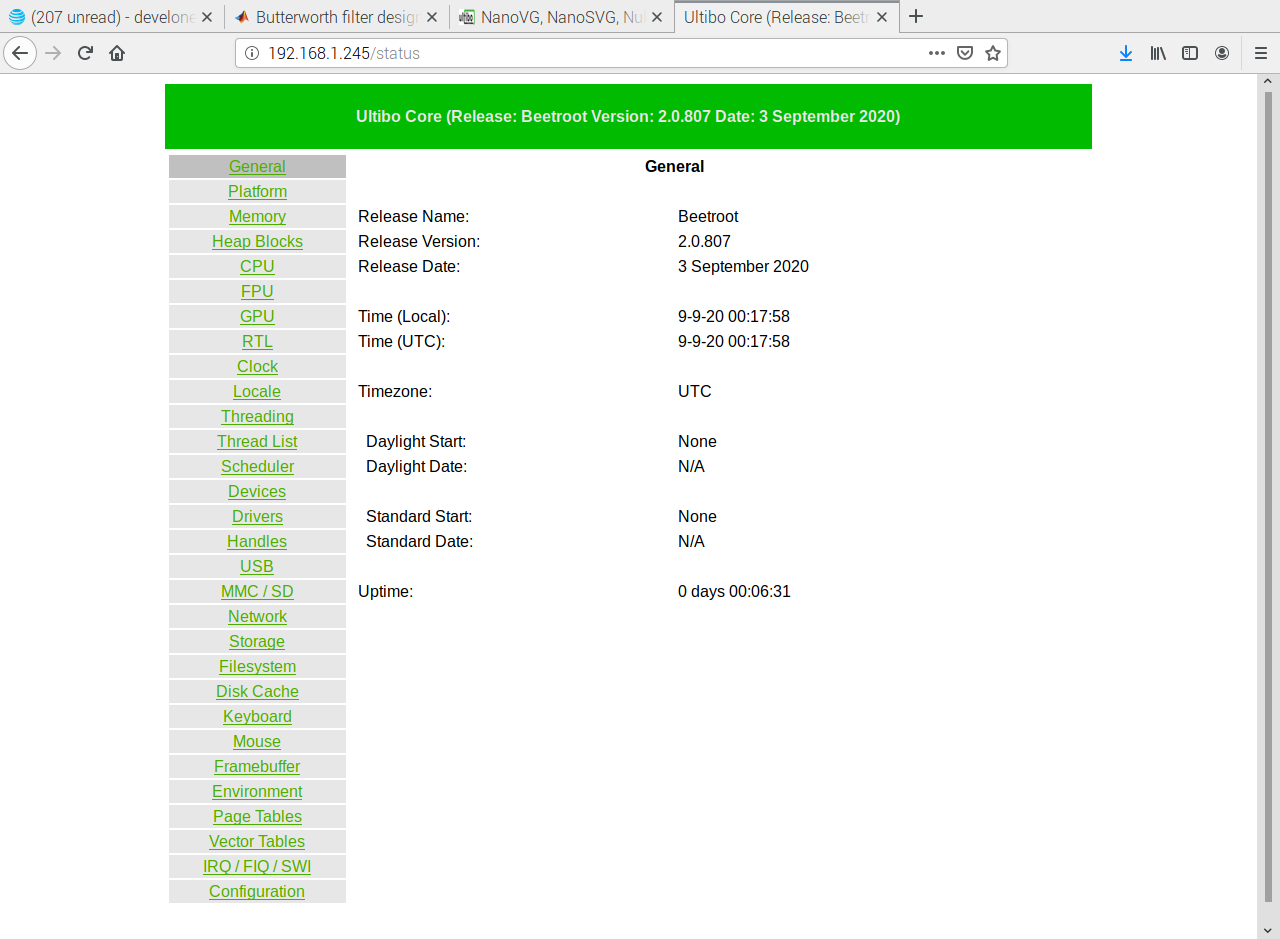 (207 unread) - develone
Butterworth filter design
NanoVG, NanoSVG, Nu
Ultibo Core (Release: Beetr
192.168.1.245/status
Ultibo Core (Release: Beetroot Version: 2.0.807 Date: 3 September 2020)
General
General
Platform
Memory
Release Name: Beetroot
Heap Blocks
Release Version: 2.0.807
CPU
Release Date: 3 September 2020
FPU
GPU
Time (Local): 9-9-20 00:17:58
RTL
Time (UTC): 9-9-20 00:17:58
Clock
Locale
Timezone: UTC
Threading
Thread List
Daylight Start: None
Scheduler
Daylight Date: N/A
Devices
Drivers
Standard Start: None
Handles
Standard Date: N/A
USB
MMC / SD
Uptime: 0 days 00:06:31
Network
Storage
Filesystem
Disk Cache
Keyboard
Mouse
Framebuffer
Environment
Page Tables
Vector Tables
IRQ / FIQ / SWI
Configuration